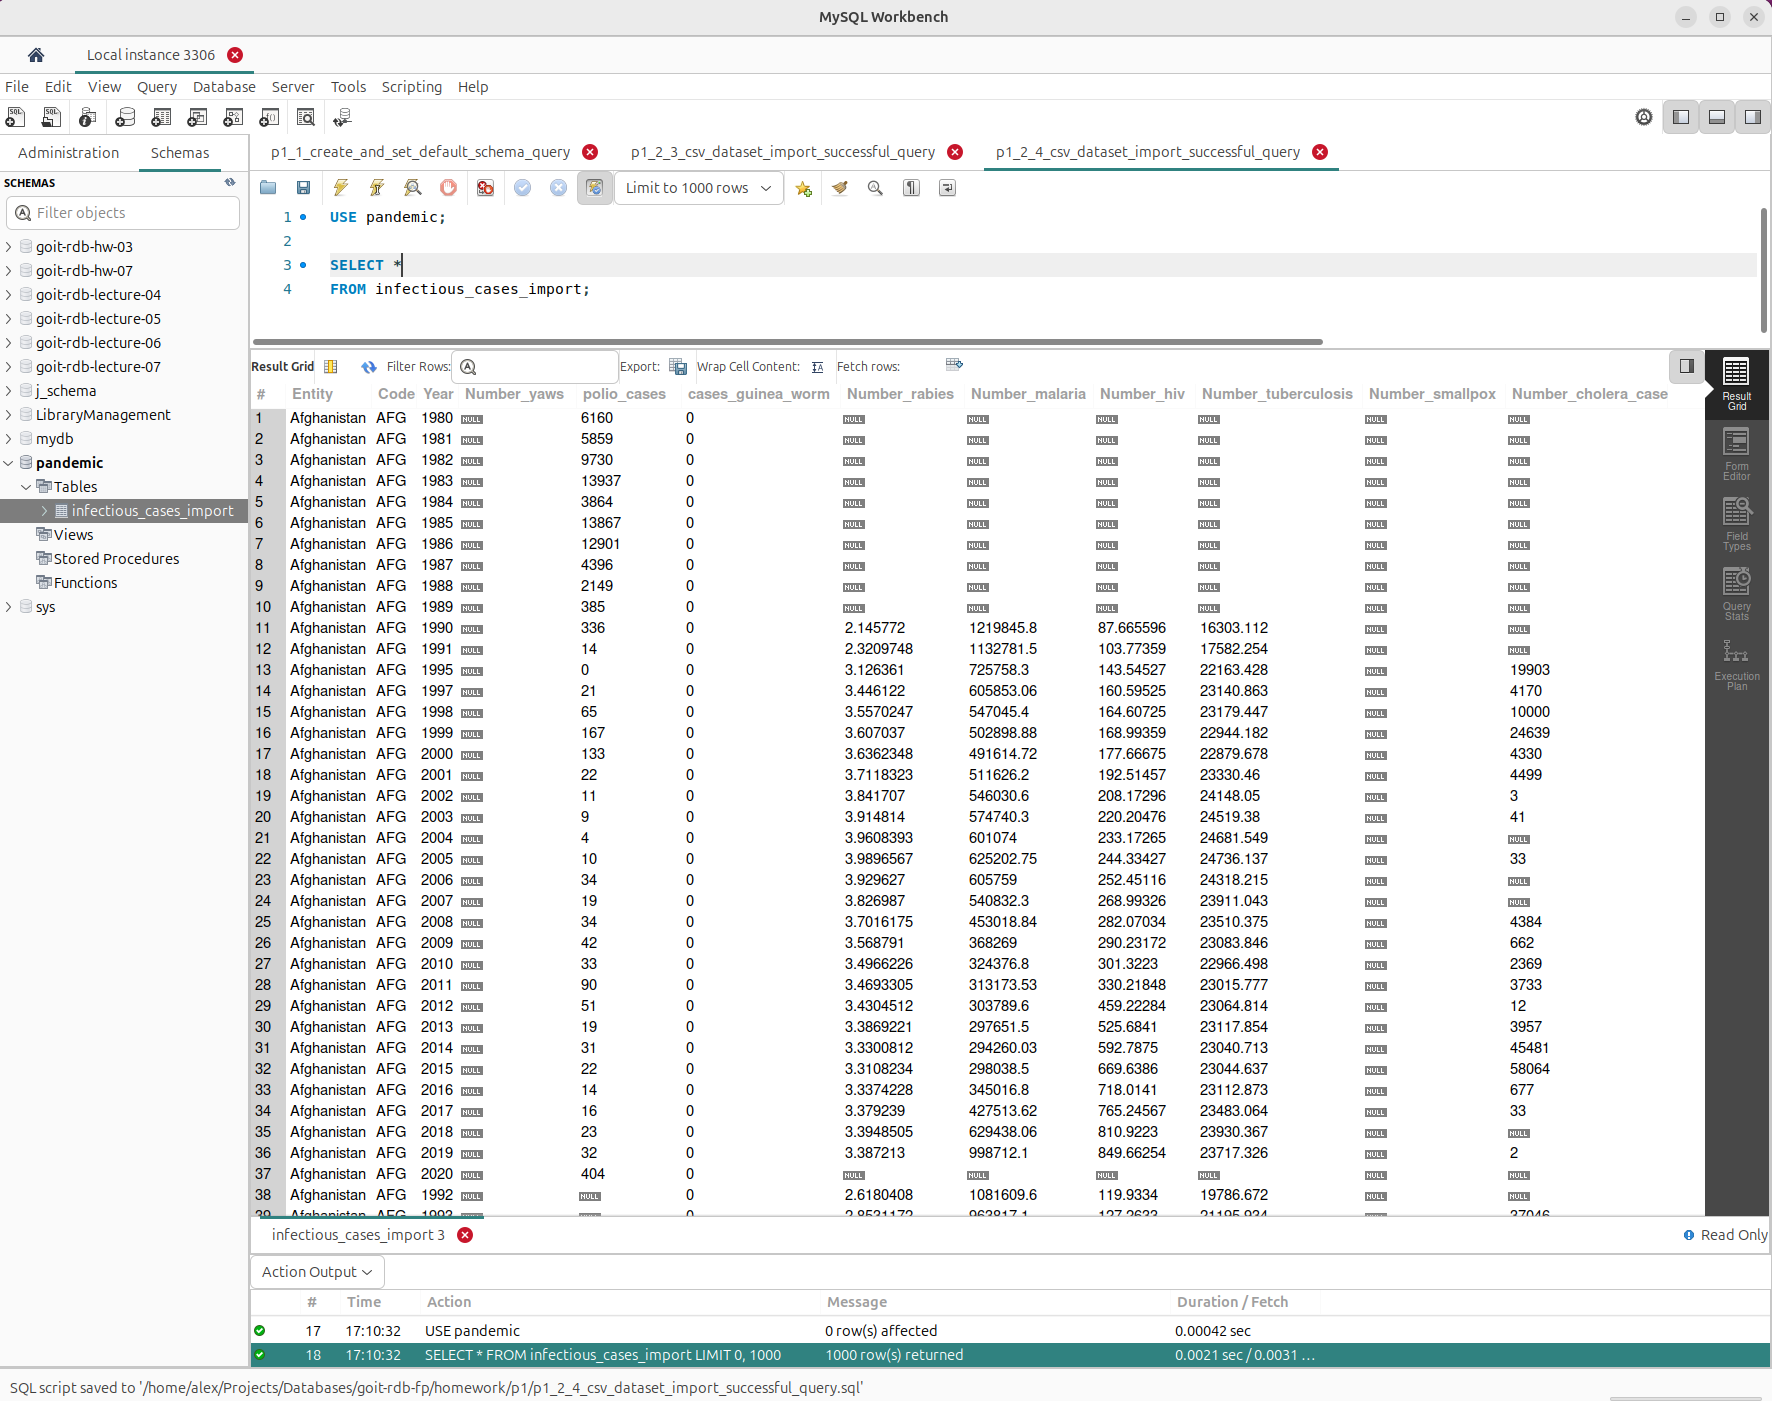 MySQL Workbench
Local instance 3306
File Edit View Query Database Server Tools Scripting Help
Administration Schemas
SCHEMAS
Filter objects
goit-rdb-hw-03
goit-rdb-hw-07
goit-rdb-lecture-04
goit-rdb-lecture-05
goit-rdb-lecture-06
goit-rdb-lecture-07
j_schema
LibraryManagement
mydb
pandemic
Tables
infectious_cases_import
Views
Stored Procedures
Functions
sys
p1_1_create_and_set_default_schema_query p1_2_3_csv_dataset_import_successful_query p1_2_4_csv_dataset_import_successful_query
Limit to 1000 rows
1 USE pandemic;
2
3 SELECT *
4 FROM infectious_cases_import;
Result Grid Filter Rows: Export: Wrap Cell Content: Fetch rows:
# Entity Code Year Number_yaws polio_cases cases_guinea_worm Number_rabies Number_malaria Number_hiv Number_tuberculosis Number_smallpox Number_cholera_case
1 Afghanistan AFG 1980 NULL 6160 0 NULL NULL NULL NULL NULL NULL
2 Afghanistan AFG 1981 NULL 5859 0 NULL NULL NULL NULL NULL NULL
3 Afghanistan AFG 1982 NULL 9730 0 NULL NULL NULL NULL NULL NULL
4 Afghanistan AFG 1983 NULL 13937 0 NULL NULL NULL NULL NULL NULL
5 Afghanistan AFG 1984 NULL 3864 0 NULL NULL NULL NULL NULL NULL
6 Afghanistan AFG 1985 NULL 13867 0 NULL NULL NULL NULL NULL NULL
7 Afghanistan AFG 1986 NULL 12901 0 NULL NULL NULL NULL NULL NULL
8 Afghanistan AFG 1987 NULL 4396 0 NULL NULL NULL NULL NULL NULL
9 Afghanistan AFG 1988 NULL 2149 0 NULL NULL NULL NULL NULL NULL
10 Afghanistan AFG 1989 NULL 385 0 NULL NULL NULL NULL NULL NULL
11 Afghanistan AFG 1990 NULL 336 0 2.145772 1219845.8 87.665596 16303.112 NULL NULL
12 Afghanistan AFG 1991 NULL 14 0 2.3209748 1132781.5 103.77359 17582.254 NULL NULL
13 Afghanistan AFG 1995 NULL 0 0 3.126361 725758.3 143.54527 22163.428 NULL 19903
14 Afghanistan AFG 1997 NULL 21 0 3.446122 605853.06 160.59525 23140.863 NULL 4170
15 Afghanistan AFG 1998 NULL 65 0 3.5570247 547045.4 164.60725 23179.447 NULL 10000
16 Afghanistan AFG 1999 NULL 167 0 3.607037 502898.88 168.99359 22944.182 NULL 24639
17 Afghanistan AFG 2000 NULL 133 0 3.6362348 491614.72 177.66675 22879.678 NULL 4330
18 Afghanistan AFG 2001 NULL 22 0 3.7118323 511626.2 192.51457 23330.46 NULL 4499
19 Afghanistan AFG 2002 NULL 11 0 3.841707 546030.6 208.17296 24148.05 NULL 3
20 Afghanistan AFG 2003 NULL 9 0 3.914814 574740.3 220.20476 24519.38 NULL 41
21 Afghanistan AFG 2004 NULL 4 0 3.9608393 601074 233.17265 24681.549 NULL NULL
22 Afghanistan AFG 2005 NULL 10 0 3.9896567 625202.75 244.33427 24736.137 NULL 33
23 Afghanistan AFG 2006 NULL 34 0 3.929627 605759 252.45116 24318.215 NULL NULL
24 Afghanistan AFG 2007 NULL 19 0 3.826987 540832.3 268.99326 23911.043 NULL NULL
25 Afghanistan AFG 2008 NULL 34 0 3.7016175 453018.84 282.07034 23510.375 NULL 4384
26 Afghanistan AFG 2009 NULL 42 0 3.568791 368269 290.23172 23083.846 NULL 662
27 Afghanistan AFG 2010 NULL 33 0 3.4966226 324376.8 301.3223 22966.498 NULL 2369
28 Afghanistan AFG 2011 NULL 90 0 3.4693305 313173.53 330.21848 23015.777 NULL 3733
29 Afghanistan AFG 2012 NULL 51 0 3.4304512 303789.6 459.22284 23064.814 NULL 12
30 Afghanistan AFG 2013 NULL 19 0 3.3869221 297651.5 525.6841 23117.854 NULL 3957
31 Afghanistan AFG 2014 NULL 31 0 3.3300812 294260.03 592.7875 23040.713 NULL 45481
32 Afghanistan AFG 2015 NULL 22 0 3.3108234 298038.5 669.6386 23044.637 NULL 58064
33 Afghanistan AFG 2016 NULL 14 0 3.3374228 345016.8 718.0141 23112.873 NULL 677
34 Afghanistan AFG 2017 NULL 16 0 3.379239 427513.62 765.24567 23483.064 NULL 33
35 Afghanistan AFG 2018 NULL 23 0 3.3948505 629438.06 810.9223 23930.367 NULL NULL
36 Afghanistan AFG 2019 NULL 32 0 3.387213 998712.1 849.66254 23717.326 NULL 2
37 Afghanistan AFG 2020 NULL 404 0 NULL NULL NULL NULL NULL NULL
38 Afghanistan AFG 1992 NULL NULL 0 2.6180408 1081609.6 119.9334 19786.672 NULL NULL
39 Afghanistan AFG 1993 0 2.8531172 963817.1 127.2633 21195.934 37046
Result Grid
Form Editor
Field Types
Query Stats
Execution Plan
infectious_cases_import 3 Read Only
Action Output
# Time Action Message Duration / Fetch
17 17:10:32 USE pandemic 0 row(s) affected 0.00042 sec
18 17:10:32 SELECT * FROM infectious_cases_import LIMIT 0, 1000 1000 row(s) returned 0.0021 sec / 0.0031 ...
SQL script saved to '/home/alex/Projects/Databases/goit-rdb-fp/homework/p1/p1_2_4_csv_dataset_import_successful_query.sql'